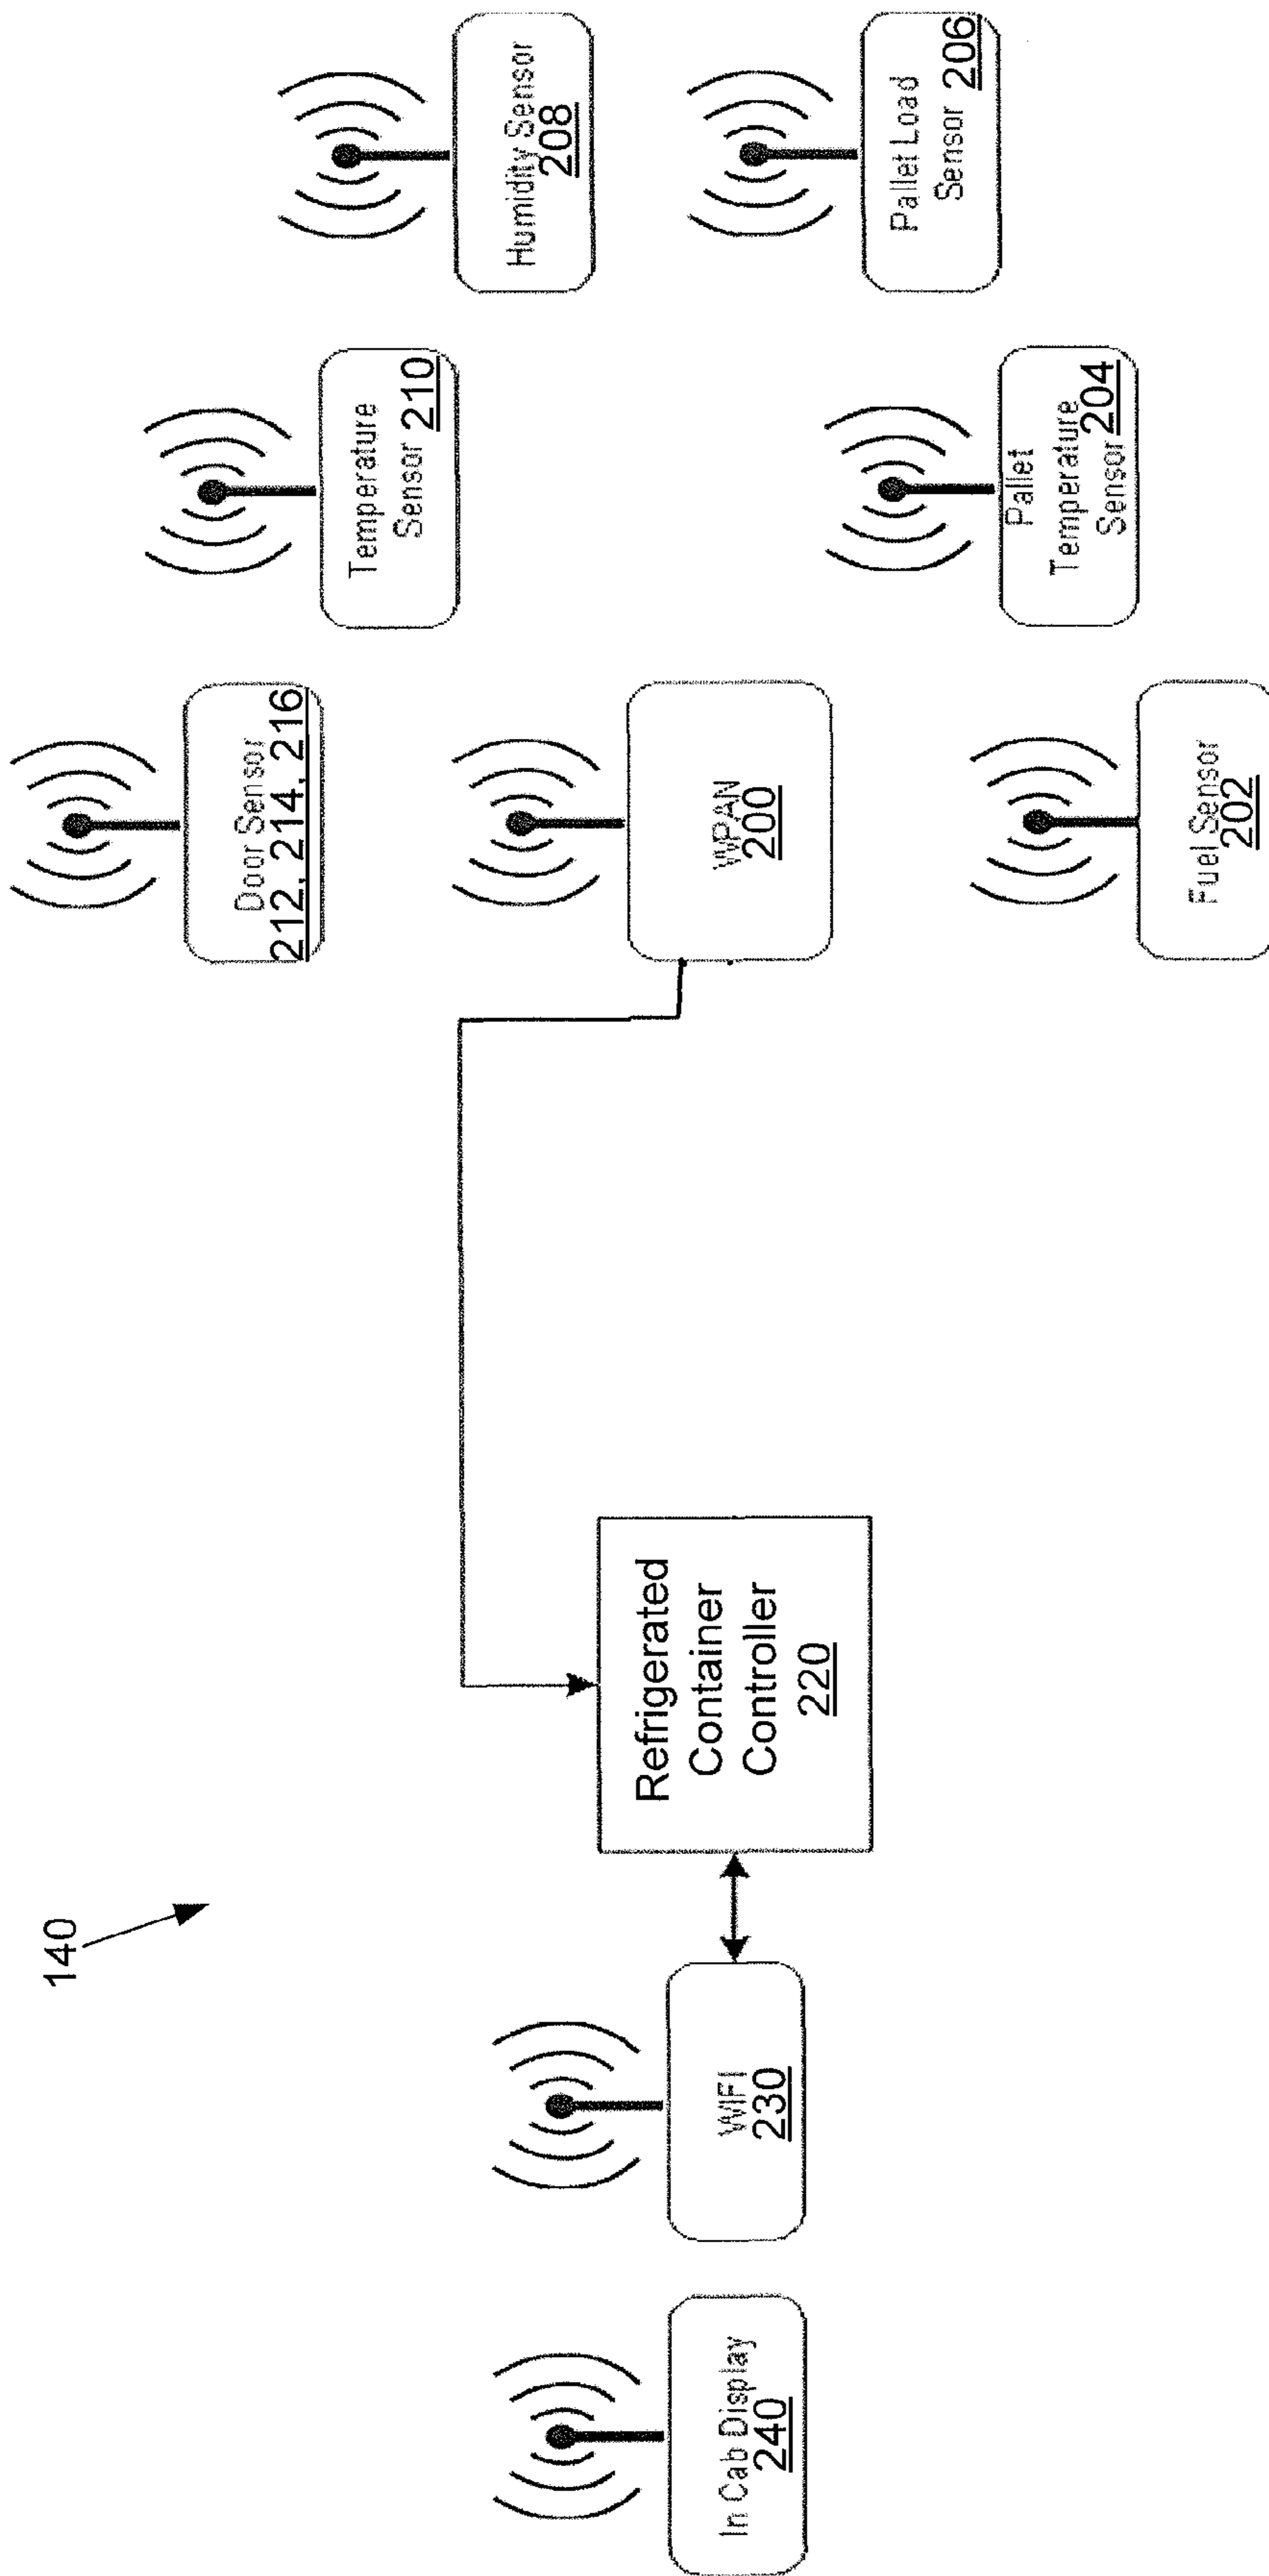 140
In Cab Display
240
WIFI
230
Refrigerated
Container
Controller
220
Door Sensor
212, 214, 216
WPAN
200
Fuel Sensor
202
Temperature
Sensor 210
Pallet
Temperature
Sensor 204
Humidity Sensor
208
Pallet Load
Sensor 206